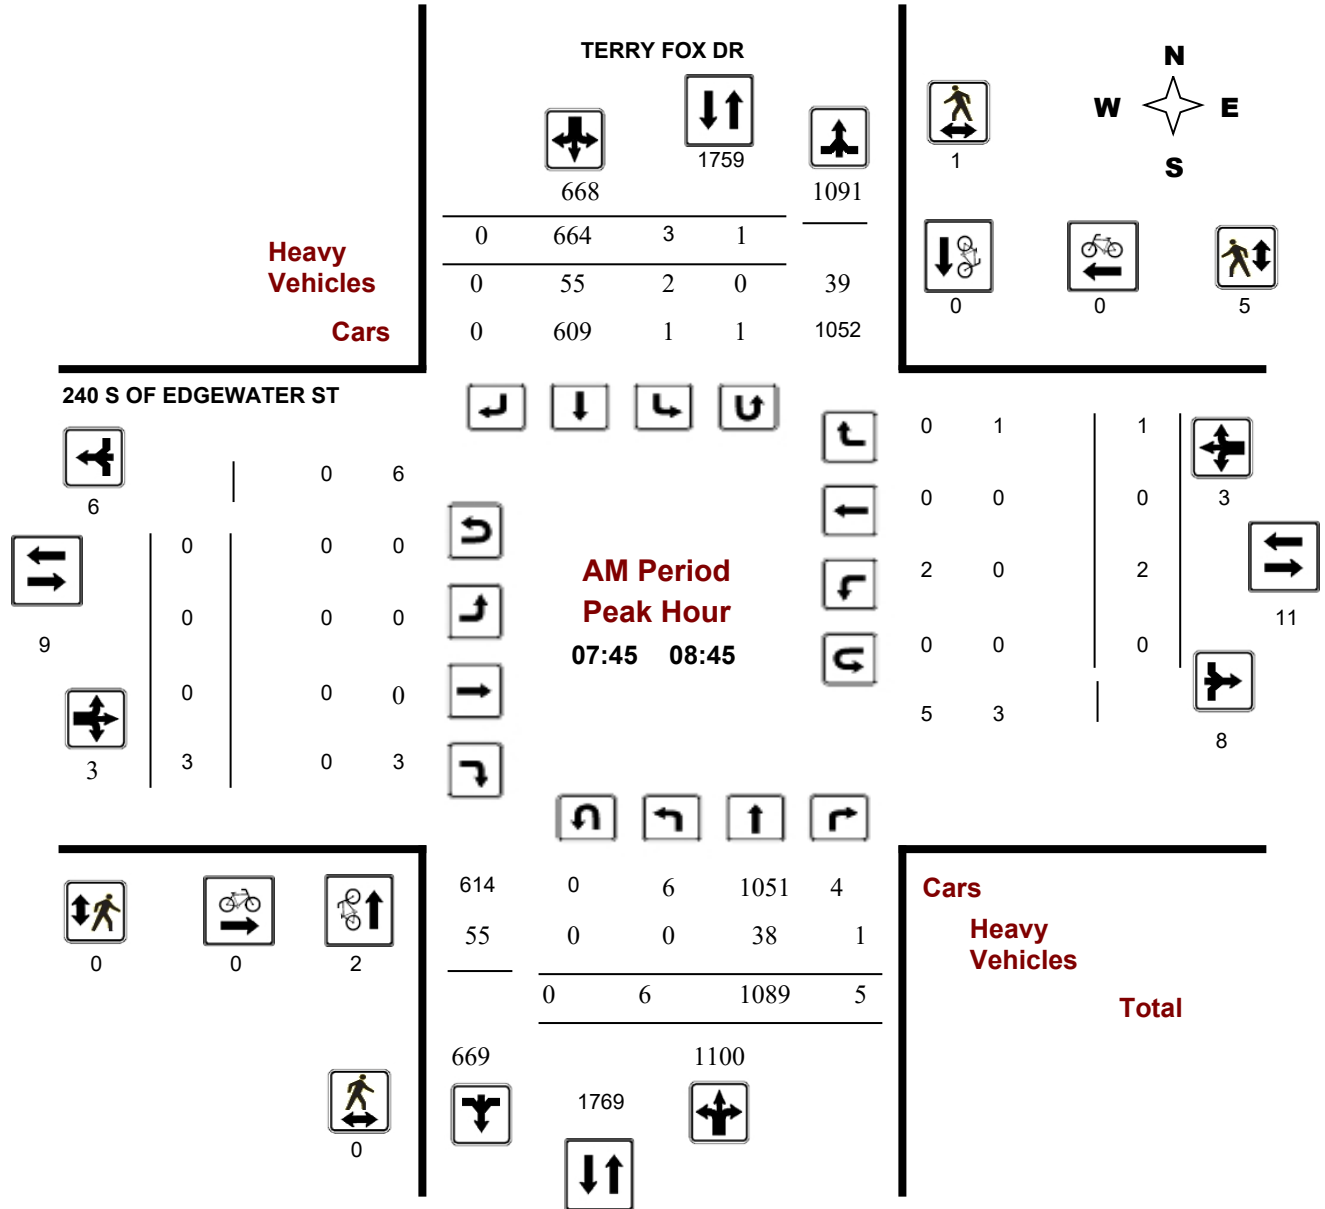 TERRY FOX DR
N
W E
S
1759
1
668 1091
0 664 3 1
Heavy
Vehicles 0 55 2 0 39
Cars 0 609 1 1 1052
0 0 5
240 S OF EDGEWATER ST
0 1 1
0 6
6
0 0 0 3
0 0 0
AM Period
2 0 2
Peak Hour
0 0 0
11
9
07:45 08:45
0 0 0
0 0 0
5 3
8
3 3 0 3
614 0 6 1051 4 Cars
55 0 0 38 1 Heavy
Vehicles
0 0 2
0 6 1089 5 Total
669 1100
1769
0